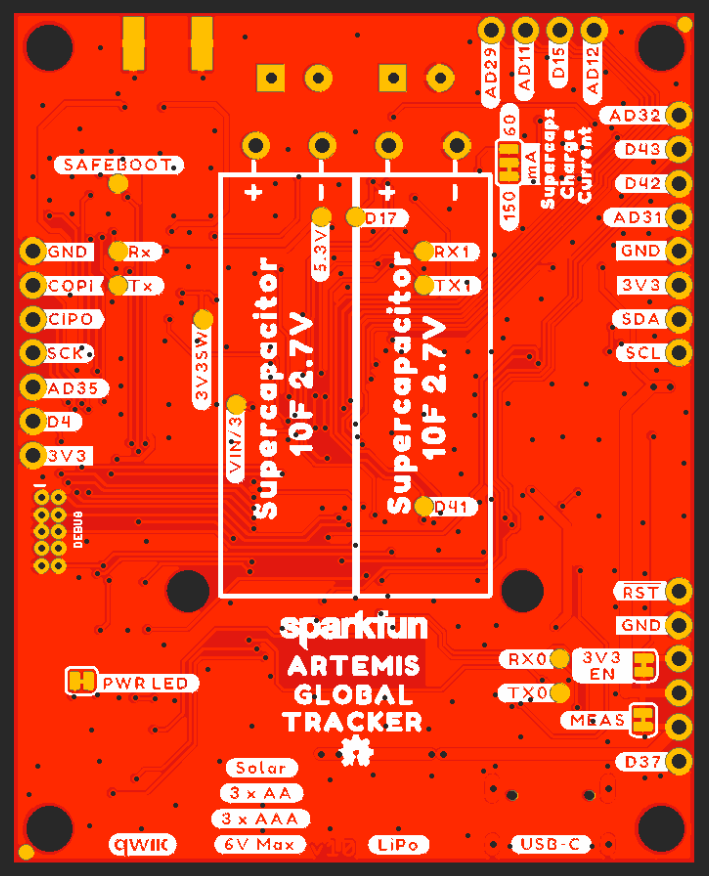 AD29
AD11
D15
AD12
AD32
60
mA
150
Supercaps
Charge
Current
D43
SAFEBOOT
D42
+
-
+
-
D17
AD31
5.3V
GND
Rx
RX1
GND
COPI
Tx
TX1
3V3
CIPO
3V3SW
SDA
SCK
SCL
Supercapacitor
10F 2.7V
Supercapacitor
10F 2.7V
AD35
D4
VIN/3
3V3
DEBUG
D41
RST
sparkfun
GND
ARTEMIS
GLOBAL
TRACKER
RX0
3V3
EN
PWR LED
TX0
MEAS
D37
Solar
3 x AA
3 x AAA
6V Max
v10
LiPo
qwiic
USB-C